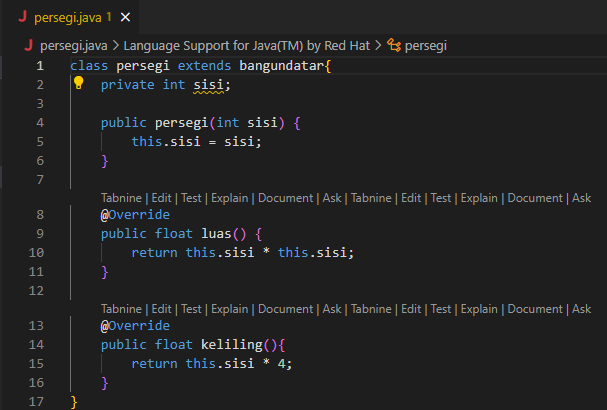 persegi.java 1
persegi.java > Language Support for Java(TM) by Red Hat > persegi
1 class persegi extends bangundatar{
2     private int sisi;
3
4     public persegi(int sisi) {
5         this.sisi = sisi;
6     }
7
Tabnine | Edit | Test | Explain | Document | Ask | Tabnine | Edit | Test | Explain | Document | Ask
8     @Override
9     public float luas() {
10         return this.sisi * this.sisi;
11     }
12
Tabnine | Edit | Test | Explain | Document | Ask | Tabnine | Edit | Test | Explain | Document | Ask
13     @Override
14     public float keliling(){
15         return this.sisi * 4;
16     }
17 }